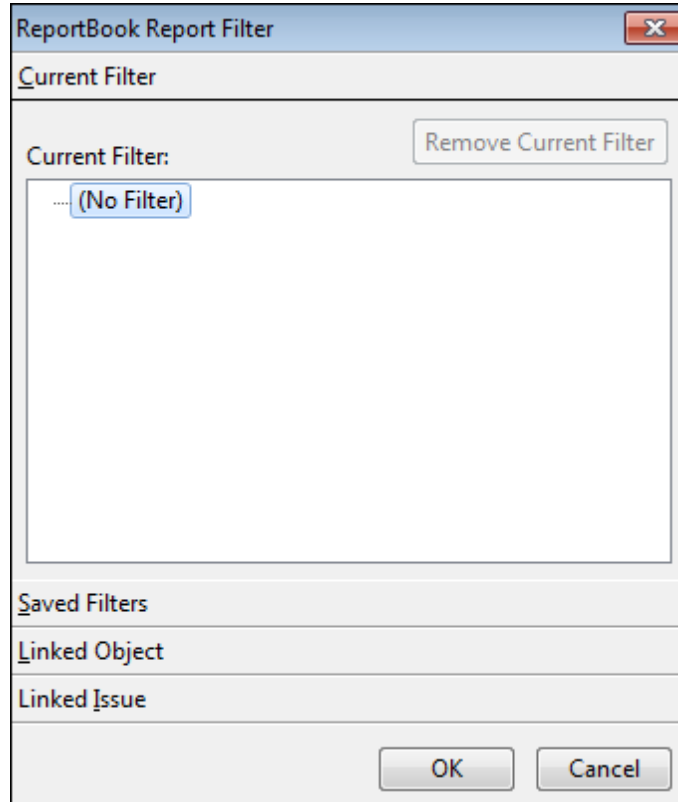 ReportBook Report Filter
Current Filter
Remove Current Filter
Current Filter:
(No Filter)
Saved Filters
Linked Object
Linked Issue
OK
Cancel